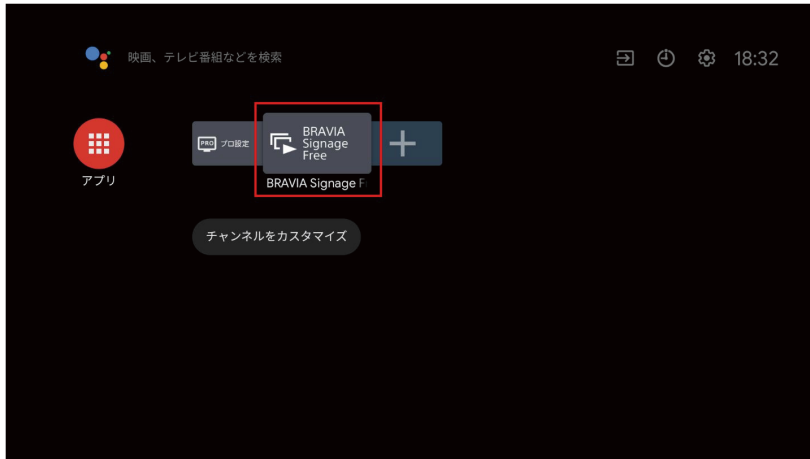 映画、テレビ番組などを検索
18:32
アプリ
PRO プロ設定
BRAVIA
Signage
Free
BRAVIA Signage F
チャンネルをカスタマイズ